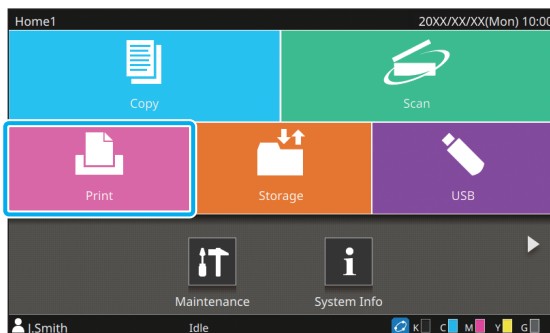 Home1 20XX/XX/XX(Mon) 10:00
Copy Scan
Print Storage USB
Maintenance System Info
J.Smith Idle K C M Y G